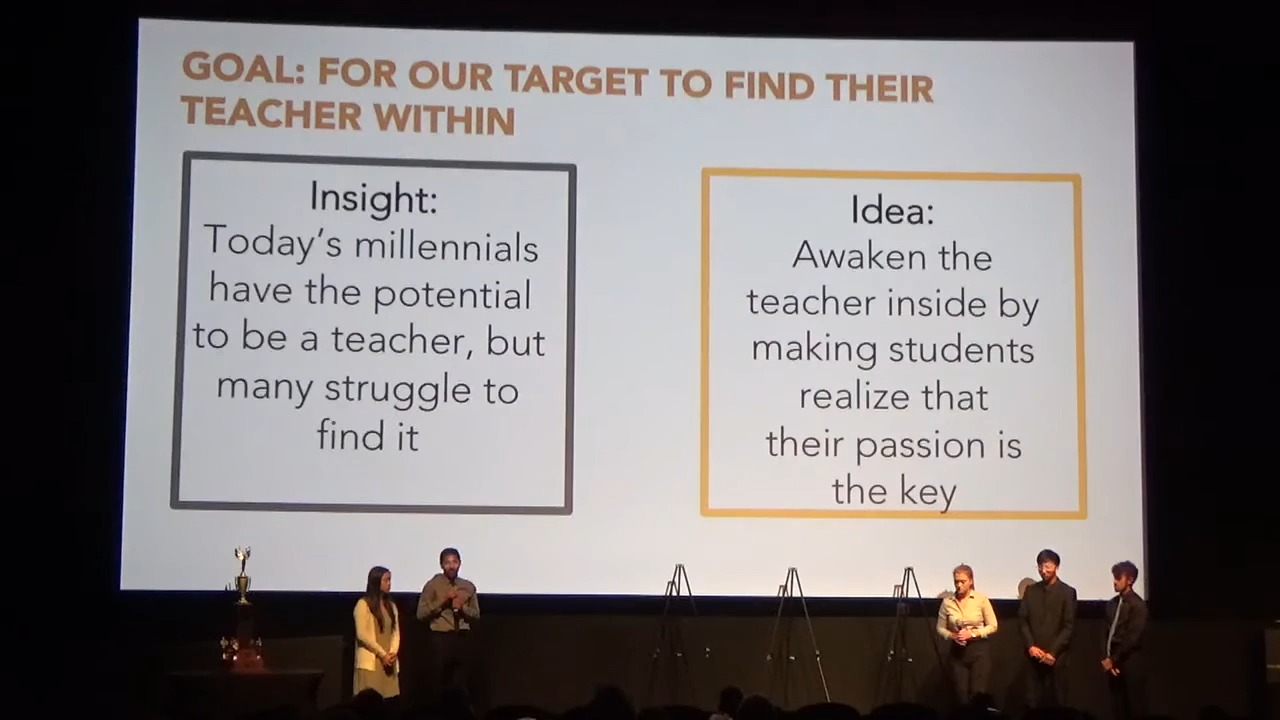 GOAL: FOR OUR TARGET TO FIND THEIR
TEACHER WITHIN
Insight:
Today's millennials
have the potential
to be a teacher, but
many struggle to
find it
Idea:
Awaken the
teacher inside by
making students
realize that
their passion is
the key